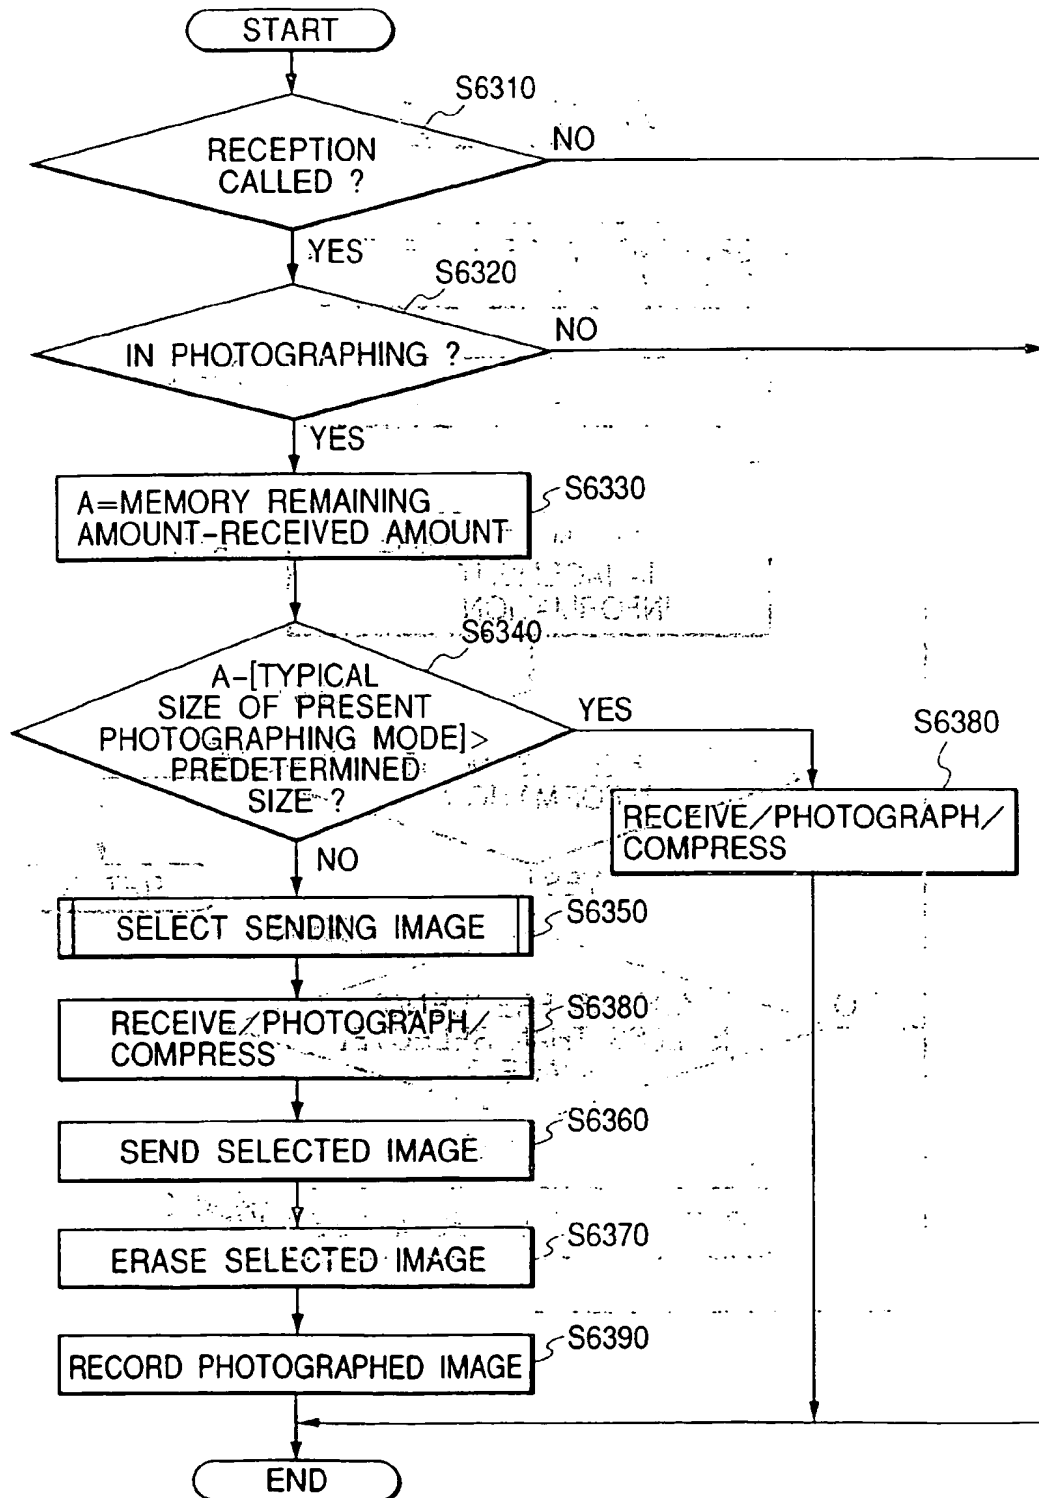 START
S6310
RECEPTION
CALLED ?
NO
YES
S6320
IN PHOTOGRAPHING ?
NO
YES
A=MEMORY REMAINING
AMOUNT-RECEIVED AMOUNT
S6330
S6340
A-[TYPICAL
SIZE OF PRESENT
PHOTOGRAPHING MODE]>
PREDETERMINED
SIZE ?
YES
S6380
RECEIVE/PHOTOGRAPH/
COMPRESS
NO
SELECT SENDING IMAGE
S6350
RECEIVE/PHOTOGRAPH/
COMPRESS
S6380
SEND SELECTED IMAGE
S6360
ERASE SELECTED IMAGE
S6370
RECORD PHOTOGRAPHED IMAGE
S6390
END